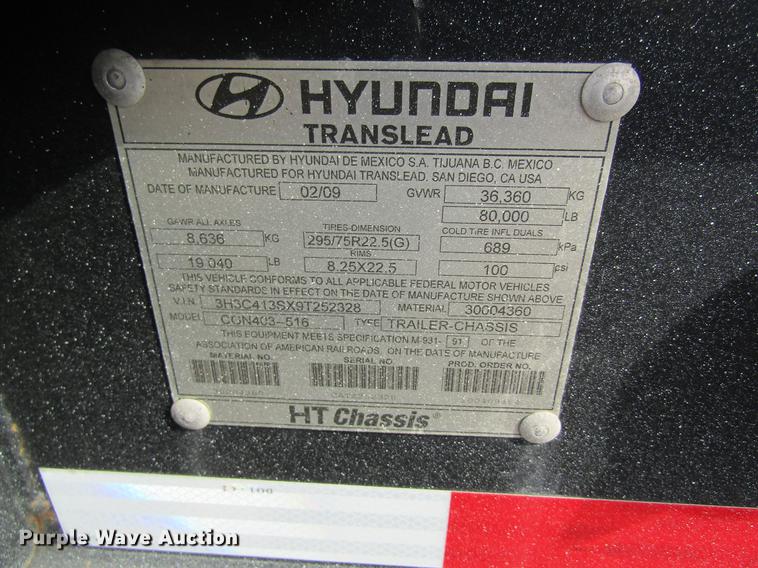 HYUNDAI
TRANSLEAD
MANUFACTURED BY HYUNDAI DE MEXICO S.A. TIJUANA B.C. MEXICO
MANUFACTURED FOR HYUNDAI TRANSLEAD. SAN DIEGO, CA USA
DATE OF MANUFACTURE 02/09 GVWR 36,360 KG
80,000 LB
GAWR ALL AXLES TIRES-DIMENSION COLD TIRE INFL DUALS
8,636 KG 295/75R22.5(G) 689 kPa
RIMS
19,040 LB 8.25X22.5 100 psi
THIS VEHICLE CONFORMS TO ALL APPLICABLE FEDERAL MOTOR VEHICLES
SAFETY STANDARDS IN EFFECT ON THE DATE OF MANUFACTURE SHOWN ABOVE
V.I.N. 3H3C413SX9T252328 MATERIAL 30604360
MODEL TYPE TRAILER-CHASSIS
THIS EQUIPMENT MEETS SPECIFICATION M-931- 91 OF THE
ASSOCIATION OF AMERICAN RAILROADS, ON THE DATE OF MANUFACTURE
MATERIAL NO. SERIAL NO. PROD. ORDER NO.
HT Chassis®
Purple Wave Auction